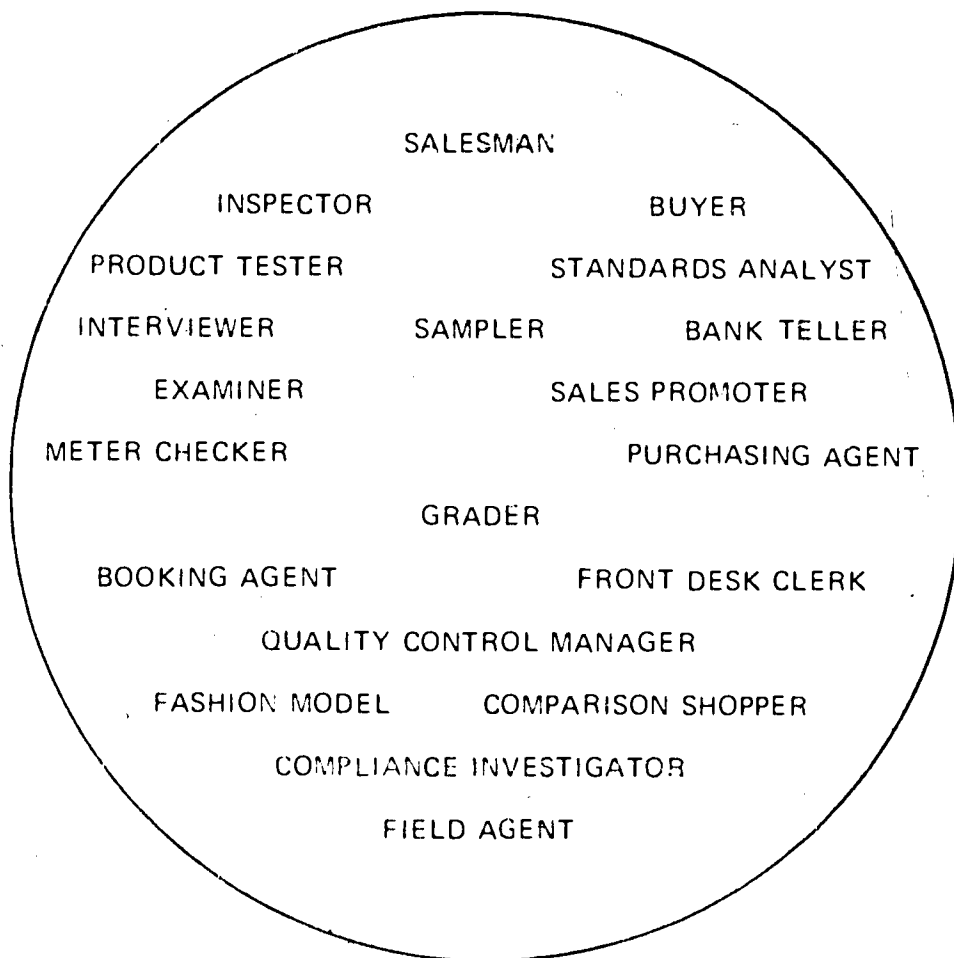 SALESMAN
INSPECTOR BUYER
PRODUCT TESTER STANDARDS ANALYST
INTERVIEWER SAMPLER BANK TELLER
EXAMINER SALES PROMOTER
METER CHECKER PURCHASING AGENT
GRADER
BOOKING AGENT FRONT DESK CLERK
QUALITY CONTROL MANAGER
FASHION MODEL COMPARISON SHOPPER
COMPLIANCE INVESTIGATOR
FIELD AGENT